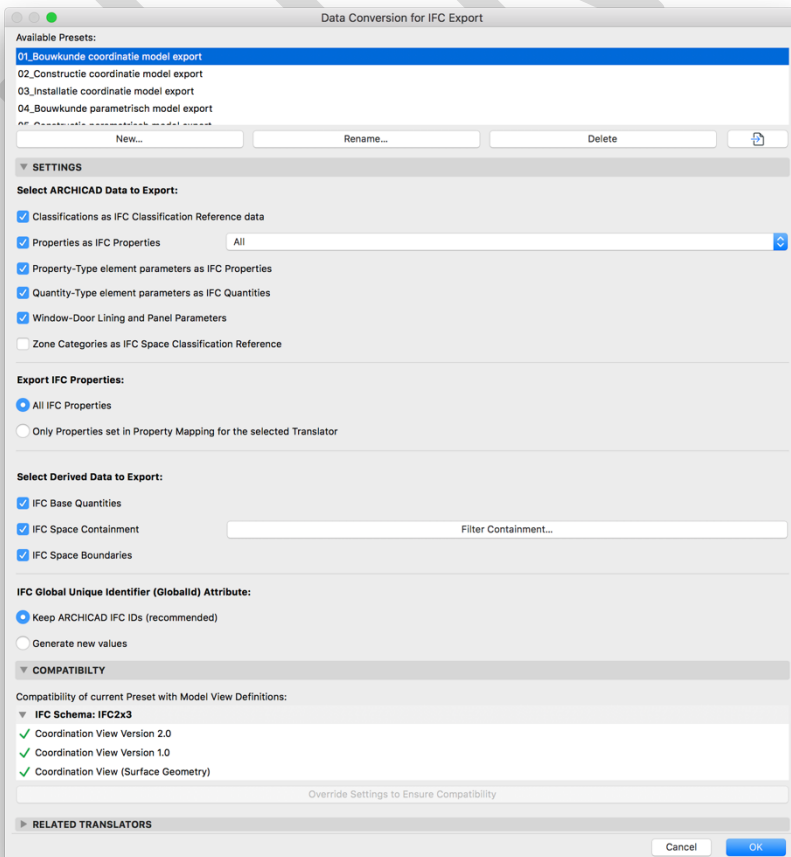 Data Conversion for IFC Export
Available Presets:
01_Bouwkunde coordinatie model export
02_Constructie coordinatie model export
03_Installatie coordinatie model export
04_Bouwkunde parametrisch model export
05_Constructie parametrisch model export
New... Rename... Delete
SETTINGS
Select ARCHICAD Data to Export:
Classifications as IFC Classification Reference data
Properties as IFC Properties All
Property-Type element parameters as IFC Properties
Quantity-Type element parameters as IFC Quantities
Window-Door Lining and Panel Parameters
Zone Categories as IFC Space Classification Reference
Export IFC Properties:
All IFC Properties
Only Properties set in Property Mapping for the selected Translator
Select Derived Data to Export:
IFC Base Quantities
IFC Space Containment Filter Containment...
IFC Space Boundaries
IFC Global Unique Identifier (GlobalId) Attribute:
Keep ARCHICAD IFC IDs (recommended)
Generate new values
COMPATIBILTY
Compatibility of current Preset with Model View Definitions:
IFC Schema: IFC2x3
Coordination View Version 2.0
Coordination View Version 1.0
Coordination View (Surface Geometry)
Override Settings to Ensure Compatibility
RELATED TRANSLATORS
Cancel OK